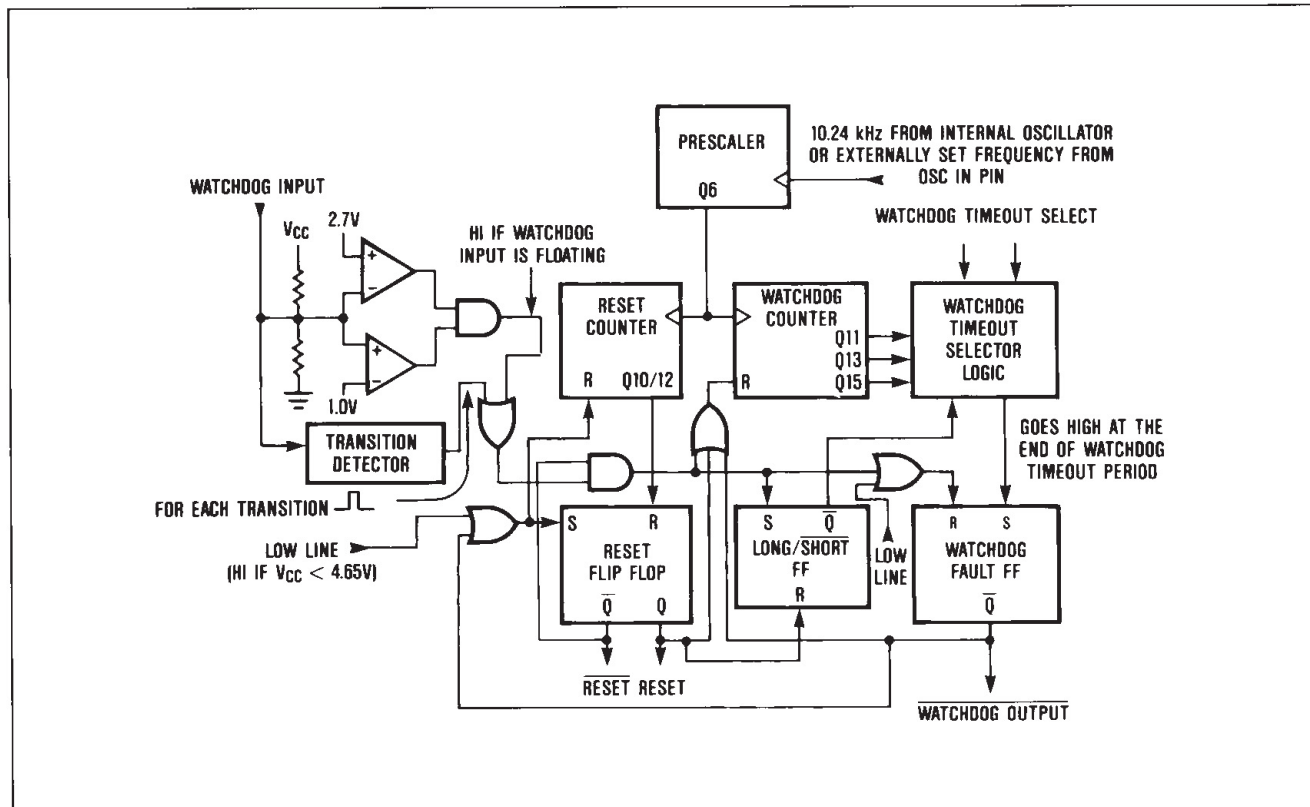 PRESCALER
Q6
10.24 kHz FROM INTERNAL OSCILLATOR
OR EXTERNALLY SET FREQUENCY FROM
OSC IN PIN
WATCHDOG INPUT
VCC
2.7V
+
−
+
−
1.0V
HI IF WATCHDOG
INPUT IS FLOATING
WATCHDOG TIMEOUT SELECT
RESET
COUNTER
R Q10/12
WATCHDOG
COUNTER
Q11
Q13
Q15
R
WATCHDOG
TIMEOUT
SELECTOR
LOGIC
TRANSITION
DETECTOR
GOES HIGH AT THE
END OF WATCHDOG
TIMEOUT PERIOD
FOR EACH TRANSITION
LOW LINE
(HI IF VCC < 4.65V)
S R
RESET
FLIP FLOP
Q̅ Q
S Q̅
LONG/S̅H̅O̅R̅T̅
FF
R
LOW
LINE
R S
WATCHDOG
FAULT FF
Q̅
R̅E̅S̅E̅T̅ RESET
W̅A̅T̅C̅H̅D̅O̅G̅ O̅U̅T̅P̅U̅T̅